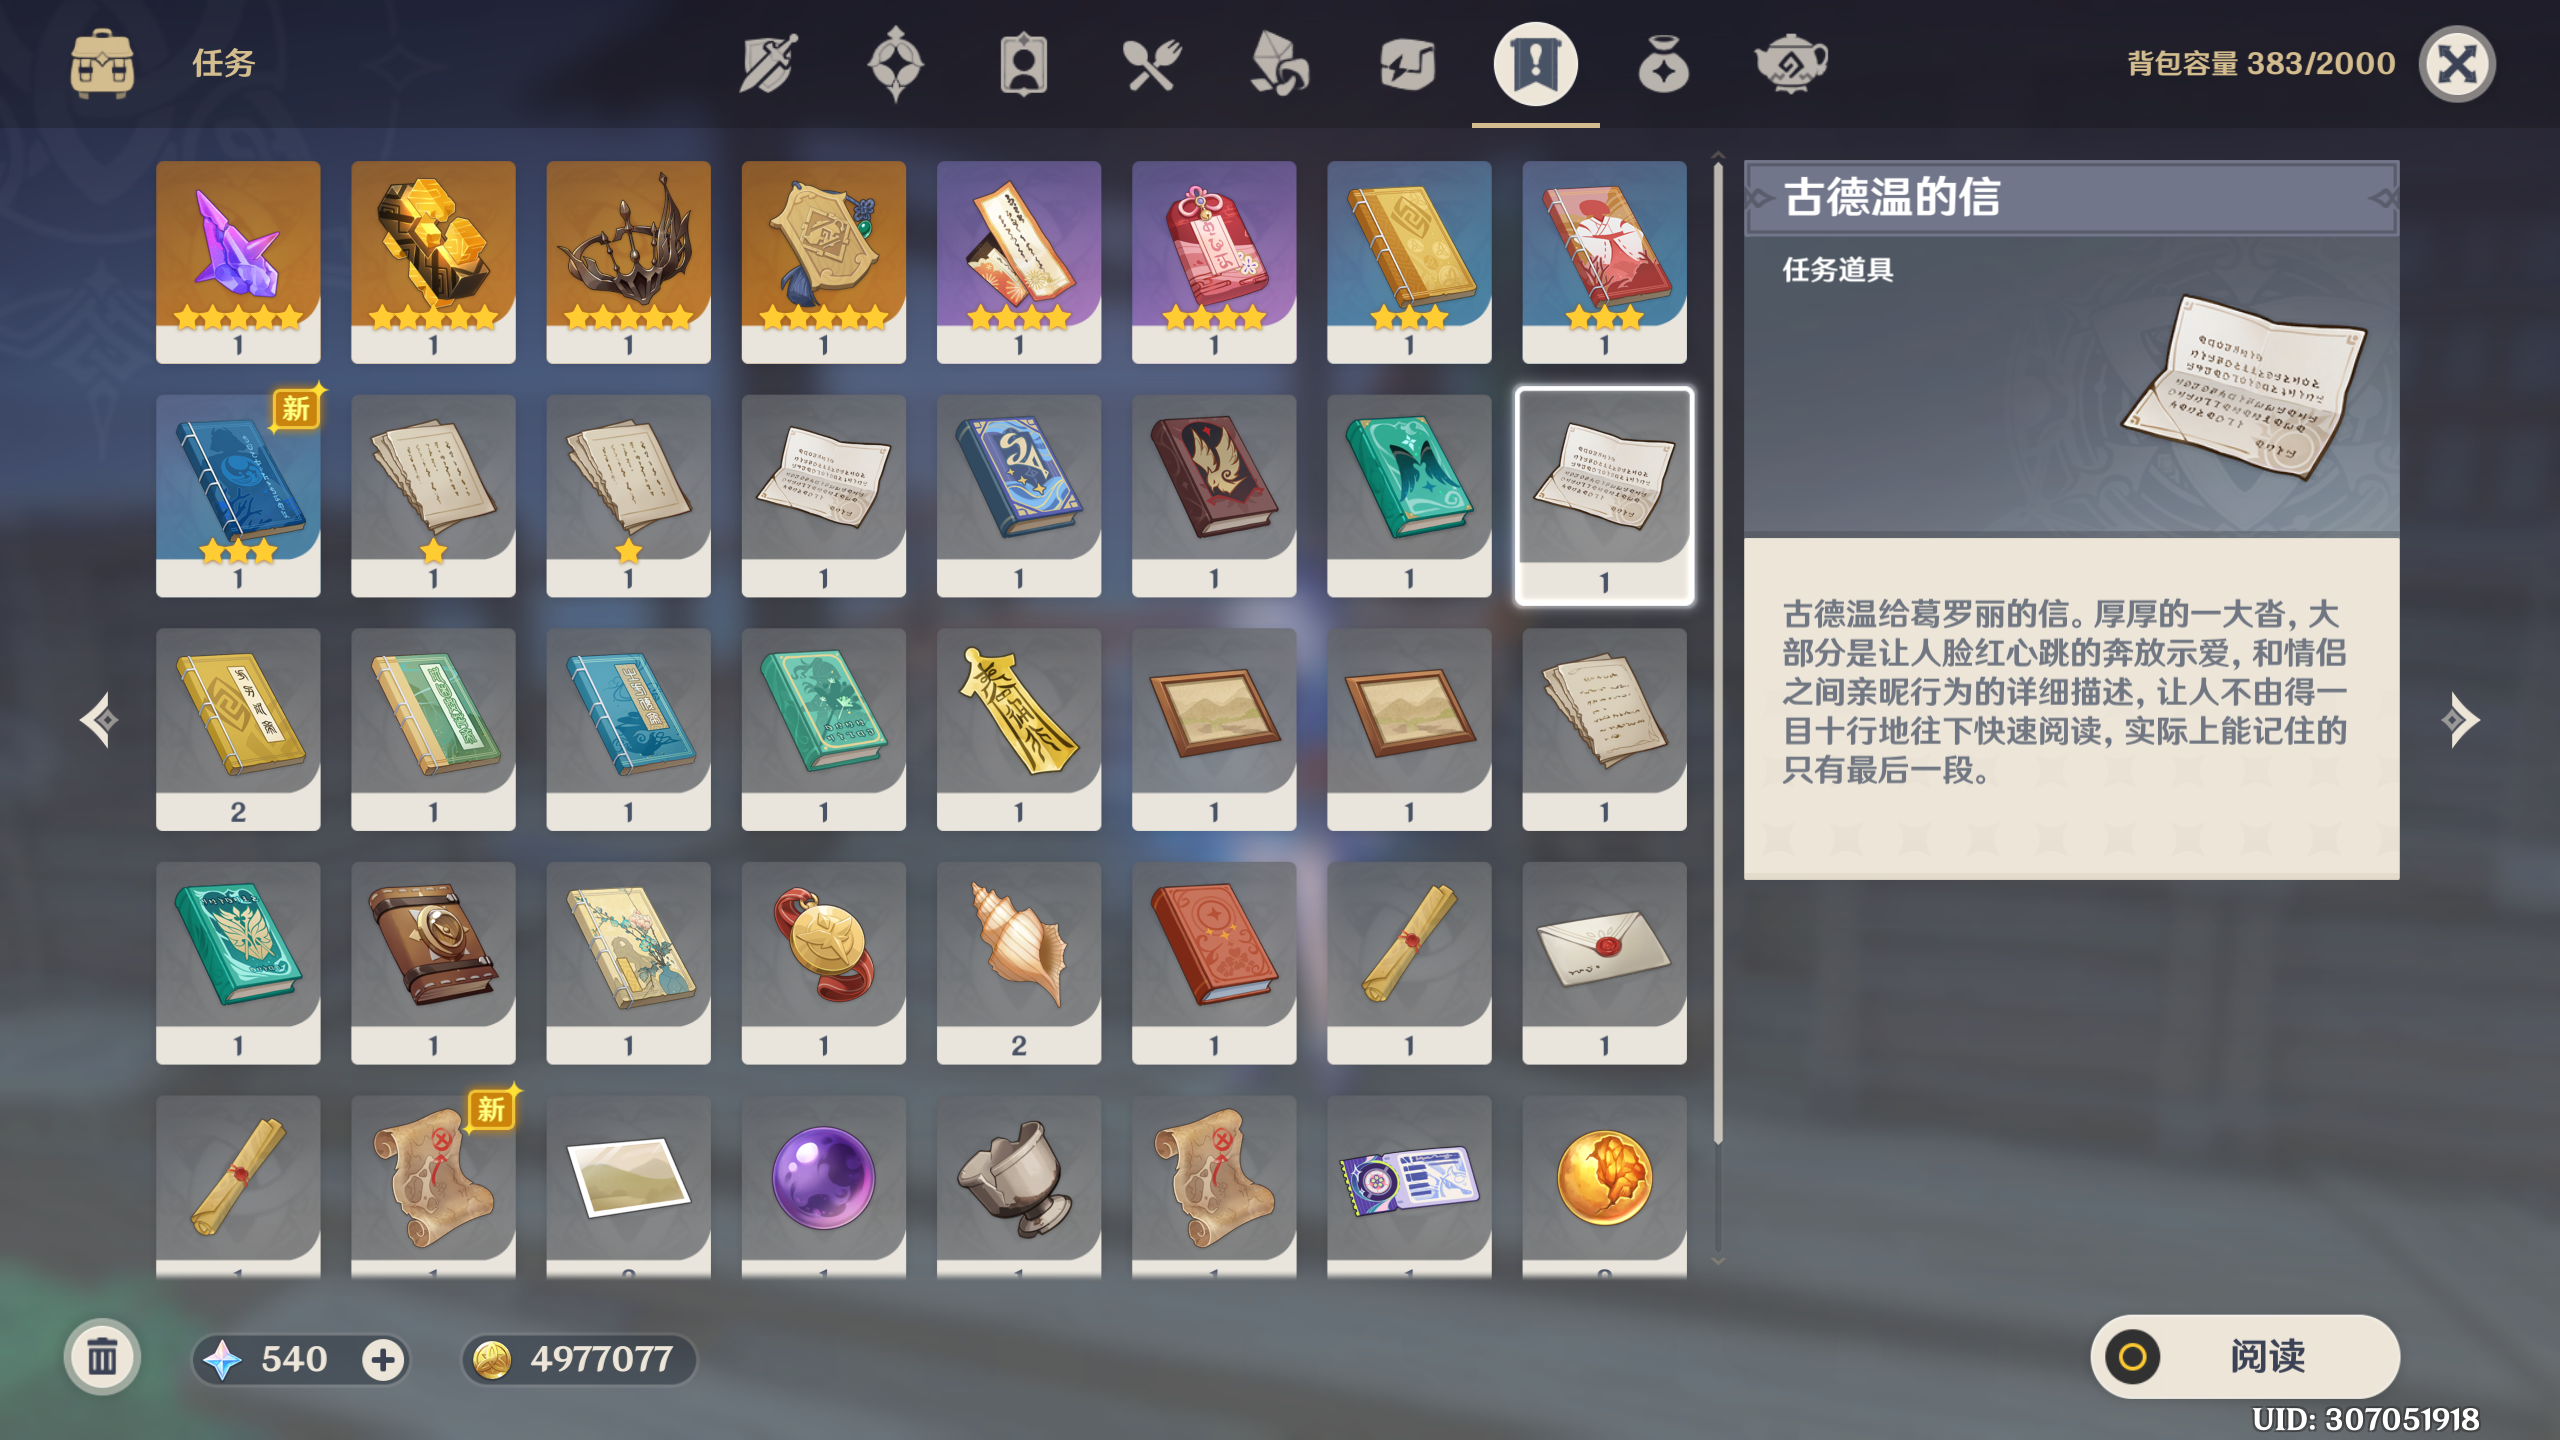 任务
背包容量 383/2000
古德温的信
任务道具
古德温给葛罗丽的信。厚厚的一大沓，大
部分是让人脸红心跳的奔放示爱，和情侣
之间亲昵行为的详细描述，让人不由得一
目十行地往下快速阅读，实际上能记住的
只有最后一段。
1 1 1 1 1 1 1 1
新
1 1 1 1 1 1 1 1
2 1 1 1 1 1 1 1
1 1 1 1 2 1 1 1
新
540
4977077
阅读
UID: 307051918